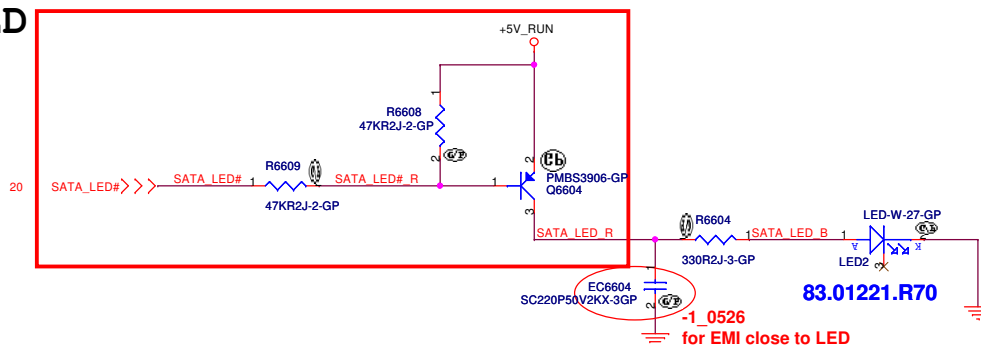 D
+5V_RUN
R6608
47KR2J-2-GP
1
2
G/P
20
SATA_LED#
SATA_LED#
1
R6609
2
47KR2J-2-GP
SATA_LED#_R
1
2
PMBS3906-GP
Q6604
3
SATA_LED_R
R6604
1
330R2J-3-GP
SATA_LED_B
1
A
LED-W-27-GP
K
LED2
3
83.01221.R70
1
EC6604
SC220P50V2KX-3GP
2
G/P
-1_0526
for EMI close to LED